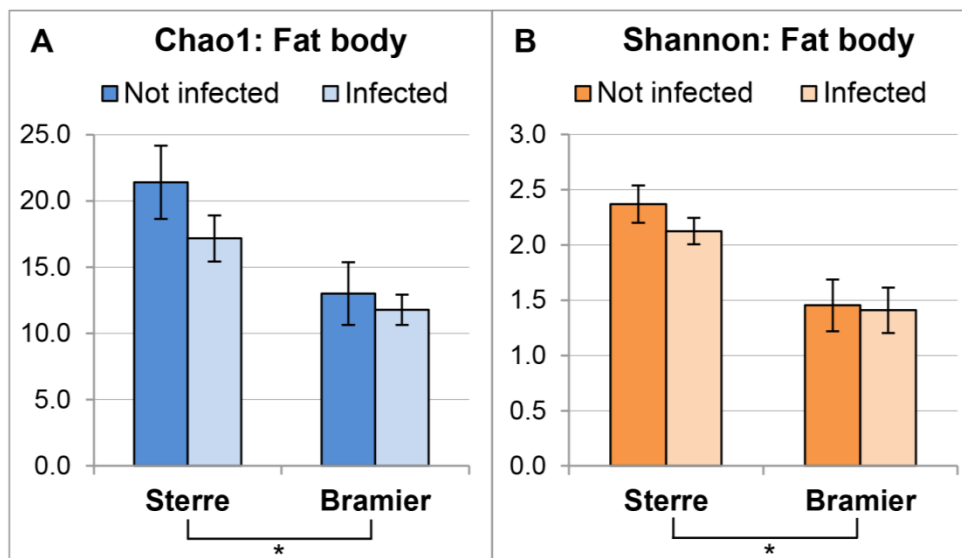 A Chao1: Fat body
Not infected Infected
25.0
20.0
15.0
10.0
5.0
0.0
Sterre Bramier
*
B Shannon: Fat body
Not infected Infected
3.0
2.5
2.0
1.5
1.0
0.5
0.0
Sterre Bramier
*